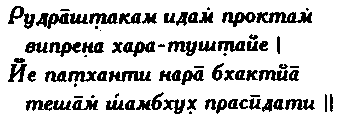 Рудра̄шт̣акам идам̇ проктам̇
випрен̣а хара-тушт̣айе |
Йе пат̣ханти нара̄ бхактйа̄
теша̄м̇ ш́амбхух̣ прасӣдати ||